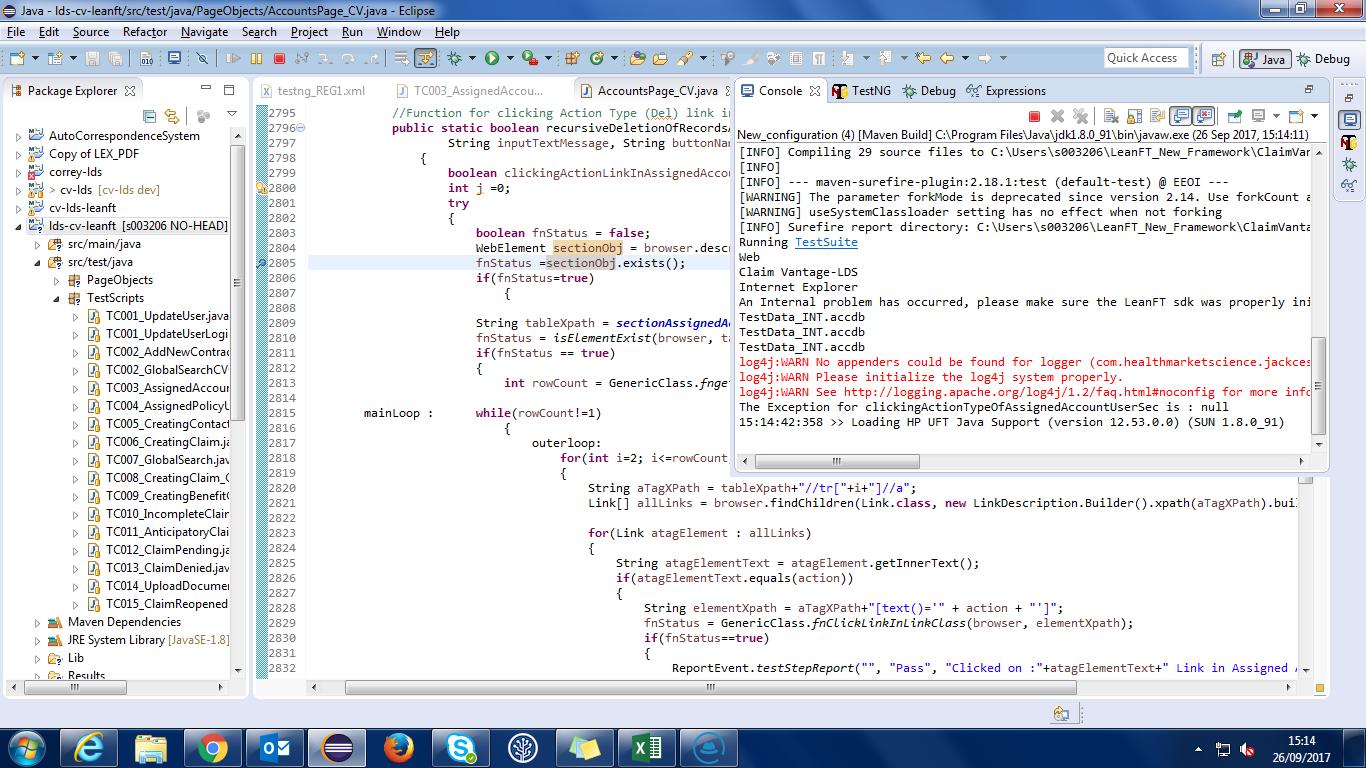 Java - lds-cv-leanft/src/test/java/PageObjects/AccountsPage_CV.java - Eclipse
File Edit Source Refactor Navigate Search Project Run Window Help
Quick Access
Java
Debug
Package Explorer
AutoCorrespondenceSystem
Copy of LEX_PDF
correy-lds
> cv-lds [cv-lds dev]
cv-lds-leanft
lds-cv-leanft [s003206 NO-HEAD]
src/main/java
src/test/java
PageObjects
TestScripts
TC001_UpdateUser.java
TC001_UpdateUserLogi
TC002_AddNewContrac
TC002_GlobalSearchCV
TC003_AssignedAccour
TC004_AssignedPolicyU
TC005_CreatingContact
TC006_CreatingClaim.ja
TC007_GlobalSearch.java
TC008_CreatingClaim_C
TC009_CreatingBenefit
TC010_IncompleteClain
TC011_AnticipatoryClai
TC012_ClaimPending.ja
TC013_ClaimDenied.java
TC014_UploadDocume
TC015_ClaimReopened
Maven Dependencies
JRE System Library [JavaSE-1.8]
Lib
Results
testng_REG1.xml
TC003_AssignedAccou...
AccountsPage_CV.java
2795 //Function for clicking Action Type (Del) link in
2796 public static boolean recursiveDeletionOfRecordsA
2797 String inputTextMessage, String buttonNam
2798 {
2799 boolean clickingActionLinkInAssignedAccou
2800 int j =0;
2801 try
2802 {
2803 boolean fnStatus = false;
2804 WebElement sectionObj = browser.descr
2805 fnStatus =sectionObj.exists();
2806 if(fnStatus=true)
2807 {
2808
2809 String tableXpath = sectionAssignedAc
2810 fnStatus = isElementExist(browser, ta
2811 if(fnStatus == true)
2812 {
2813 int rowCount = GenericClass.fnget
2814
2815 mainLoop : while(rowCount!=1)
2816 {
2817 outerloop:
2818 for(int i=2; i<=rowCount
2819 {
2820 String aTagXPath = tableXpath+"//tr["+i+"]//a";
2821 Link[] allLinks = browser.findChildren(Link.class, new LinkDescription.Builder().xpath(aTagXPath).buil
2822
2823 for(Link atagElement : allLinks)
2824 {
2825 String atagElementText = atagElement.getInnerText();
2826 if(atagElementText.equals(action))
2827 {
2828 String elementXpath = aTagXPath+"[text()='" + action + "']";
2829 fnStatus = GenericClass.fnClickLinkInLinkClass(browser, elementXpath);
2830 if(fnStatus==true)
2831 {
2832 ReportEvent.testStepReport("", "Pass", "Clicked on :"+atagElementText+" Link in Assigned A
Console TestNG Debug Expressions
New_configuration (4) [Maven Build] C:\Program Files\Java\jdk1.8.0_91\bin\javaw.exe (26 Sep 2017, 15:14:11)
[INFO] Compiling 29 source files to C:\Users\s003206\LeanFT_New_Framework\ClaimVan
[INFO]
[INFO] --- maven-surefire-plugin:2.18.1:test (default-test) @ EEOI ---
[WARNING] The parameter forkMode is deprecated since version 2.14. Use forkCount a
[WARNING] useSystemClassloader setting has no effect when not forking
[INFO] Surefire report directory: C:\Users\s003206\LeanFT_New_Framework\ClaimVanta
Running TestSuite
Web
Claim Vantage-LDS
Internet Explorer
An Internal problem has occurred, please make sure the LeanFT sdk was properly ini
TestData_INT.accdb
TestData_INT.accdb
TestData_INT.accdb
log4j:WARN No appenders could be found for logger (com.healthmarketscience.jackces
log4j:WARN Please initialize the log4j system properly.
log4j:WARN See http://logging.apache.org/log4j/1.2/faq.html#noconfig for more info
The Exception for clickingActionTypeOfAssignedAccountUserSec is : null
15:14:42:358 >> Loading HP UFT Java Support (version 12.53.0.0) (SUN 1.8.0_91)
15:14
26/09/2017